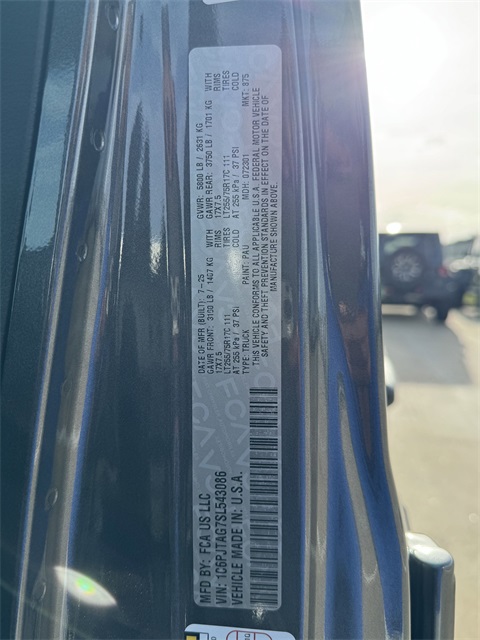 MFD BY: FCA US LLC
VIN: 1C6PJTAG7SL543086
VEHICLE MADE IN: U.S.A.
DATE OF MFR (BUILT): 7-25
GVWR: 5800 LB / 2631 KG
GAWR FRONT: 3100 LB / 1407 KG WITH
GAWR REAR: 3750 LB / 1701 KG WITH
17X7.5 RIMS
17X7.5 RIMS
LT255/75R17C 111 TIRES
LT255/75R17C 111 TIRES
AT 255 kPa / 37 PSI COLD
AT 255 kPa / 37 PSI COLD
TYPE: TRUCK PAINT: PAU MDH: 072301 MKT: 875
THIS VEHICLE CONFORMS TO ALL APPLICABLE U.S.A. FEDERAL MOTOR VEHICLE
SAFETY AND THEFT PREVENTION STANDARDS IN EFFECT ON THE DATE OF
MANUFACTURE SHOWN ABOVE.